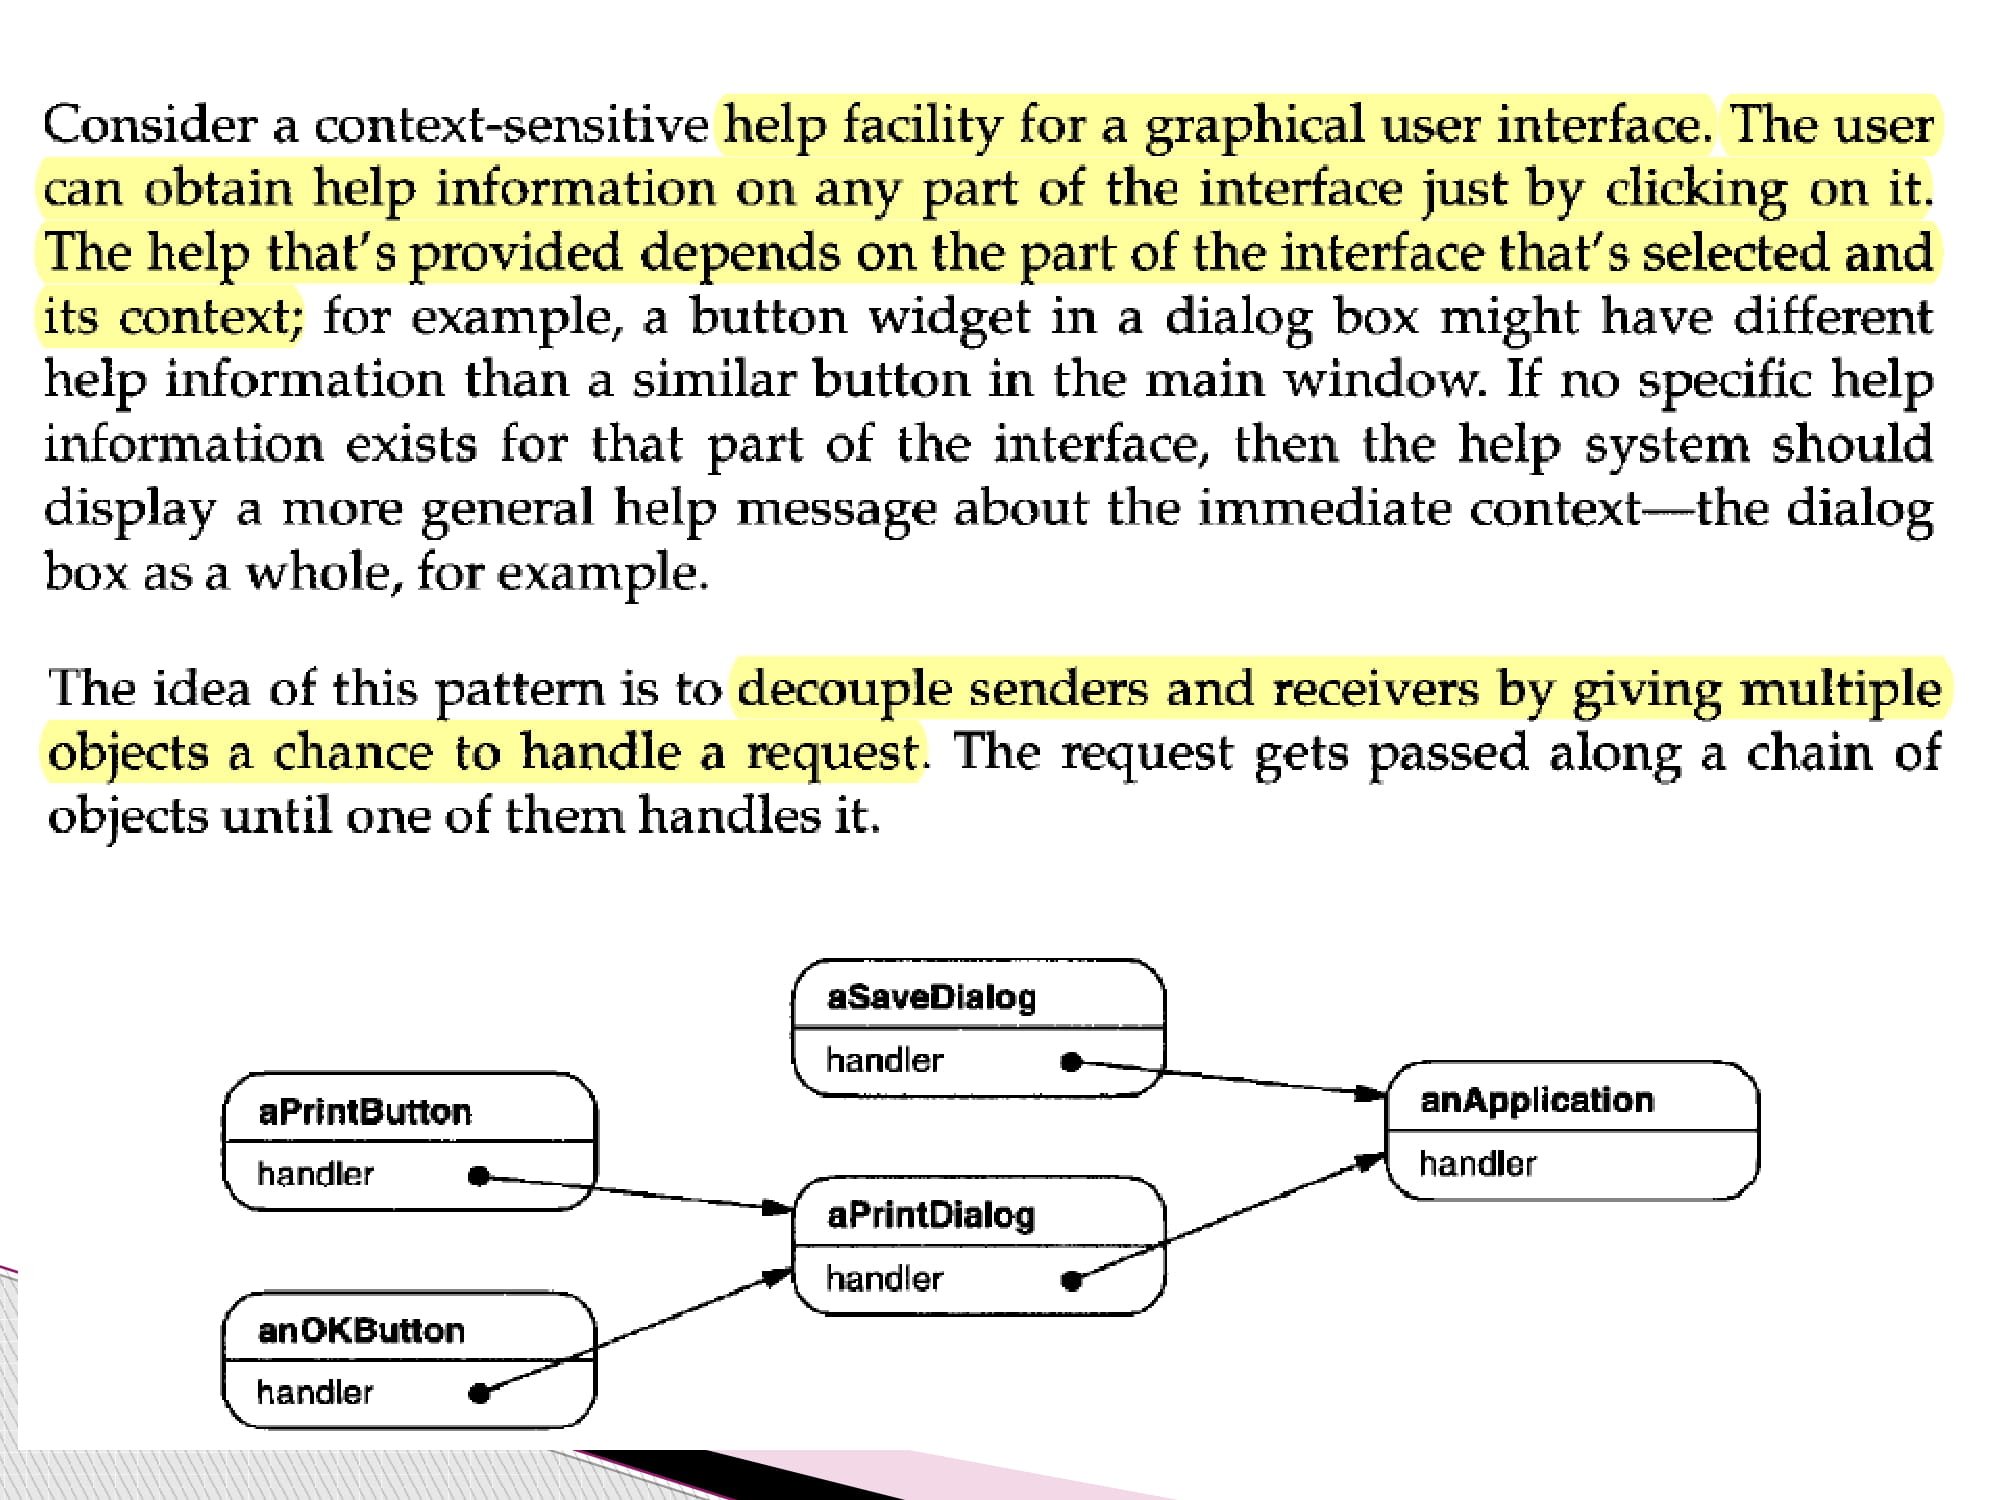 Consider a context-sensitive help facility for a graphical user interface. The user
can obtain help information on any part of the interface just by clicking on it.
The help that's provided depends on the part of the interface that's selected and
its context; for example, a button widget in a dialog box might have different
help information than a similar button in the main window. If no specific help
information exists for that part of the interface, then the help system should
display a more general help message about the immediate context—the dialog
box as a whole, for example.
The idea of this pattern is to decouple senders and receivers by giving multiple
objects a chance to handle a request. The request gets passed along a chain of
objects until one of them handles it.
aSaveDialog
handler
aPrintButton
handler
anApplication
handler
aPrintDialog
handler
anOKButton
handler